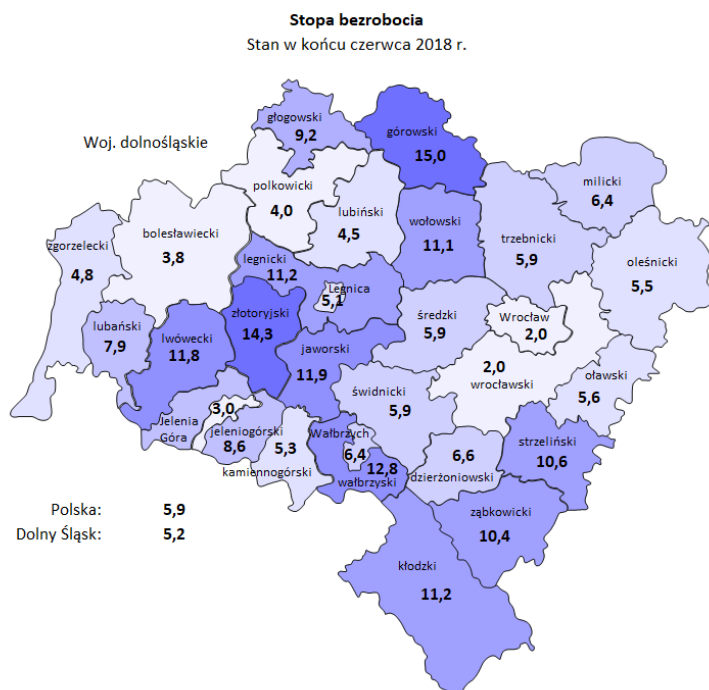 Stopa bezrobocia
Stan w końcu czerwca 2018 r.
Woj. dolnośląskie
głogowski
9,2
górowski
15,0
polkowicki
4,0
lubiński
4,5
wołowski
11,1
milicki
6,4
trzebnicki
5,9
oleśnicki
5,5
zgorzelecki
4,8
bolesławiecki
3,8
legnicki
11,2
Legnica
5,1
lubański
7,9
lwówecki
11,8
złotoryjski
14,3
średzki
5,9
Wrocław
2,0
jaworski
11,9
2,0
wrocławski
oławski
5,6
świdnicki
5,9
Jelenia
Góra
3,0
jeleniogórski
8,6
5,3
kamiennogórski
Wałbrzych
6,4
12,8
wałbrzyski
6,6
dzierżoniowski
strzeliński
10,6
ząbkowicki
10,4
kłodzki
11,2
Polska: 5,9
Dolny Śląsk: 5,2